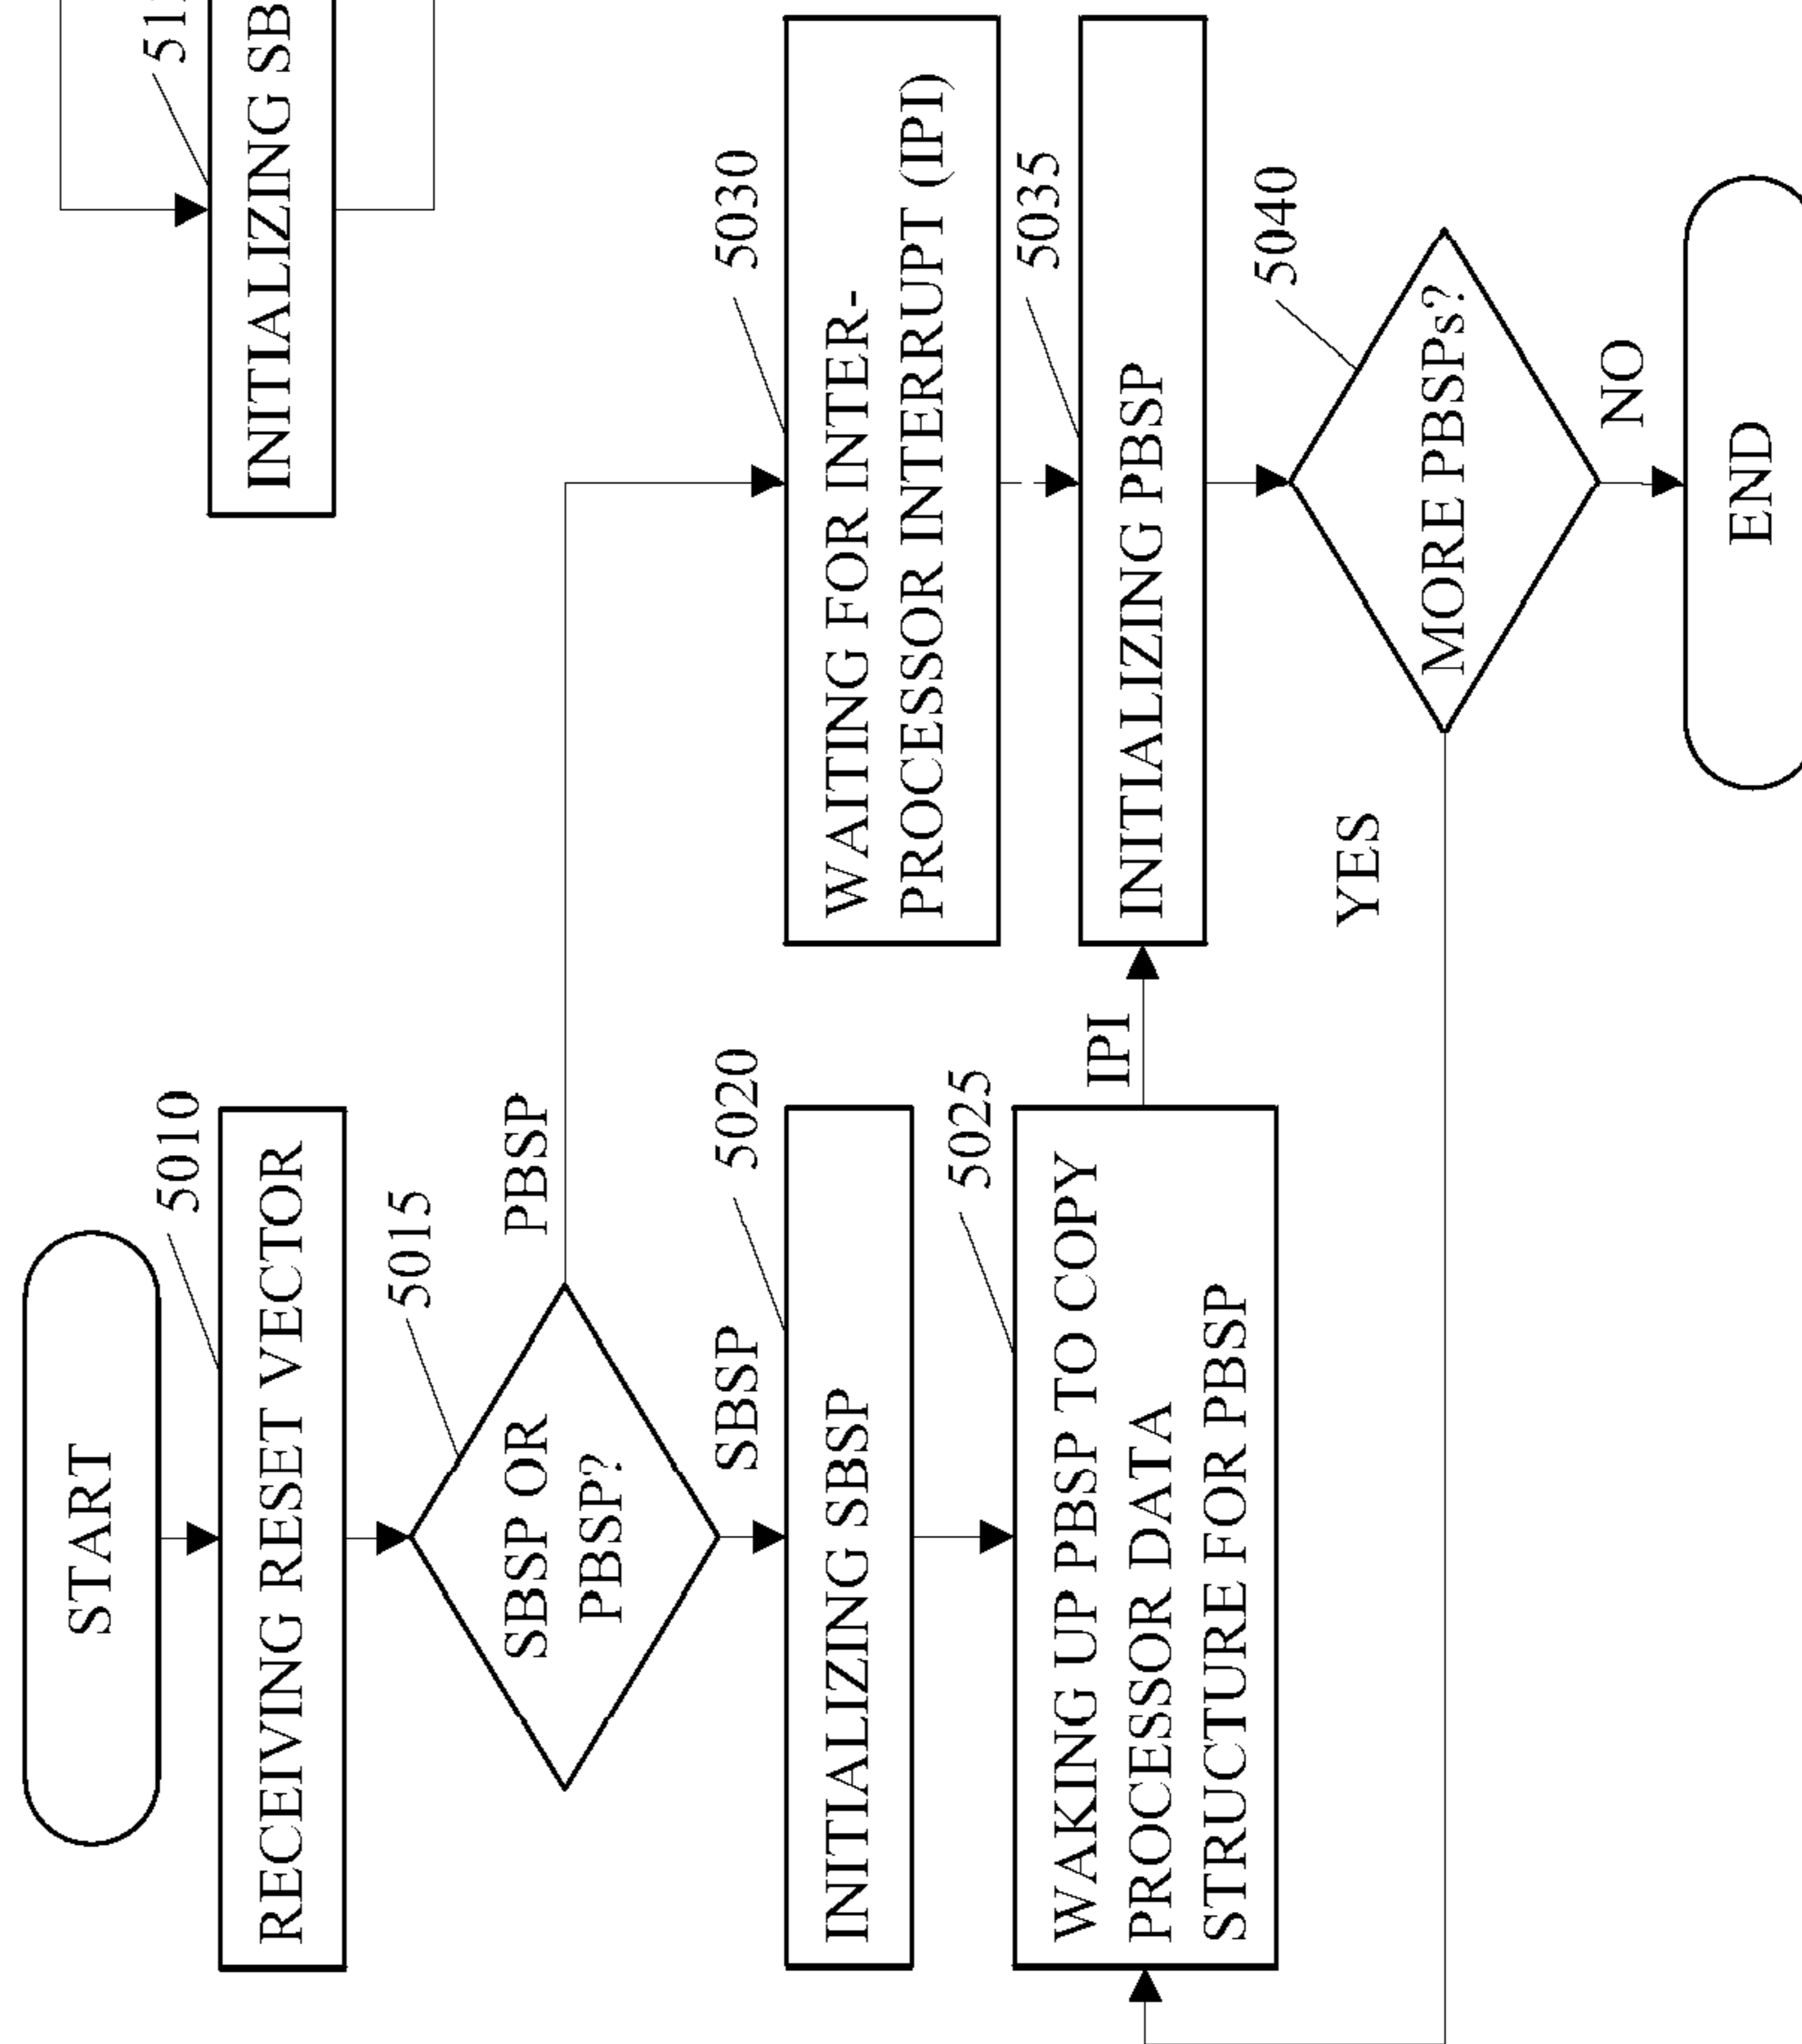 START
5010
RECEIVING RESET VECTOR
5015
SBSP OR
PBSP?
PBSP
SBSP
5020
INITIALIZING SBSP
5025
WAKING UP PBSP TO COPY
PROCESSOR DATA
STRUCTURE FOR PBSP
IPI
5030
WAITING FOR INTER-
PROCESSOR INTERRUPT (IPI)
5035
INITIALIZING PBSP
5040
MORE PBSPs?
YES
NO
END
INITIALIZING